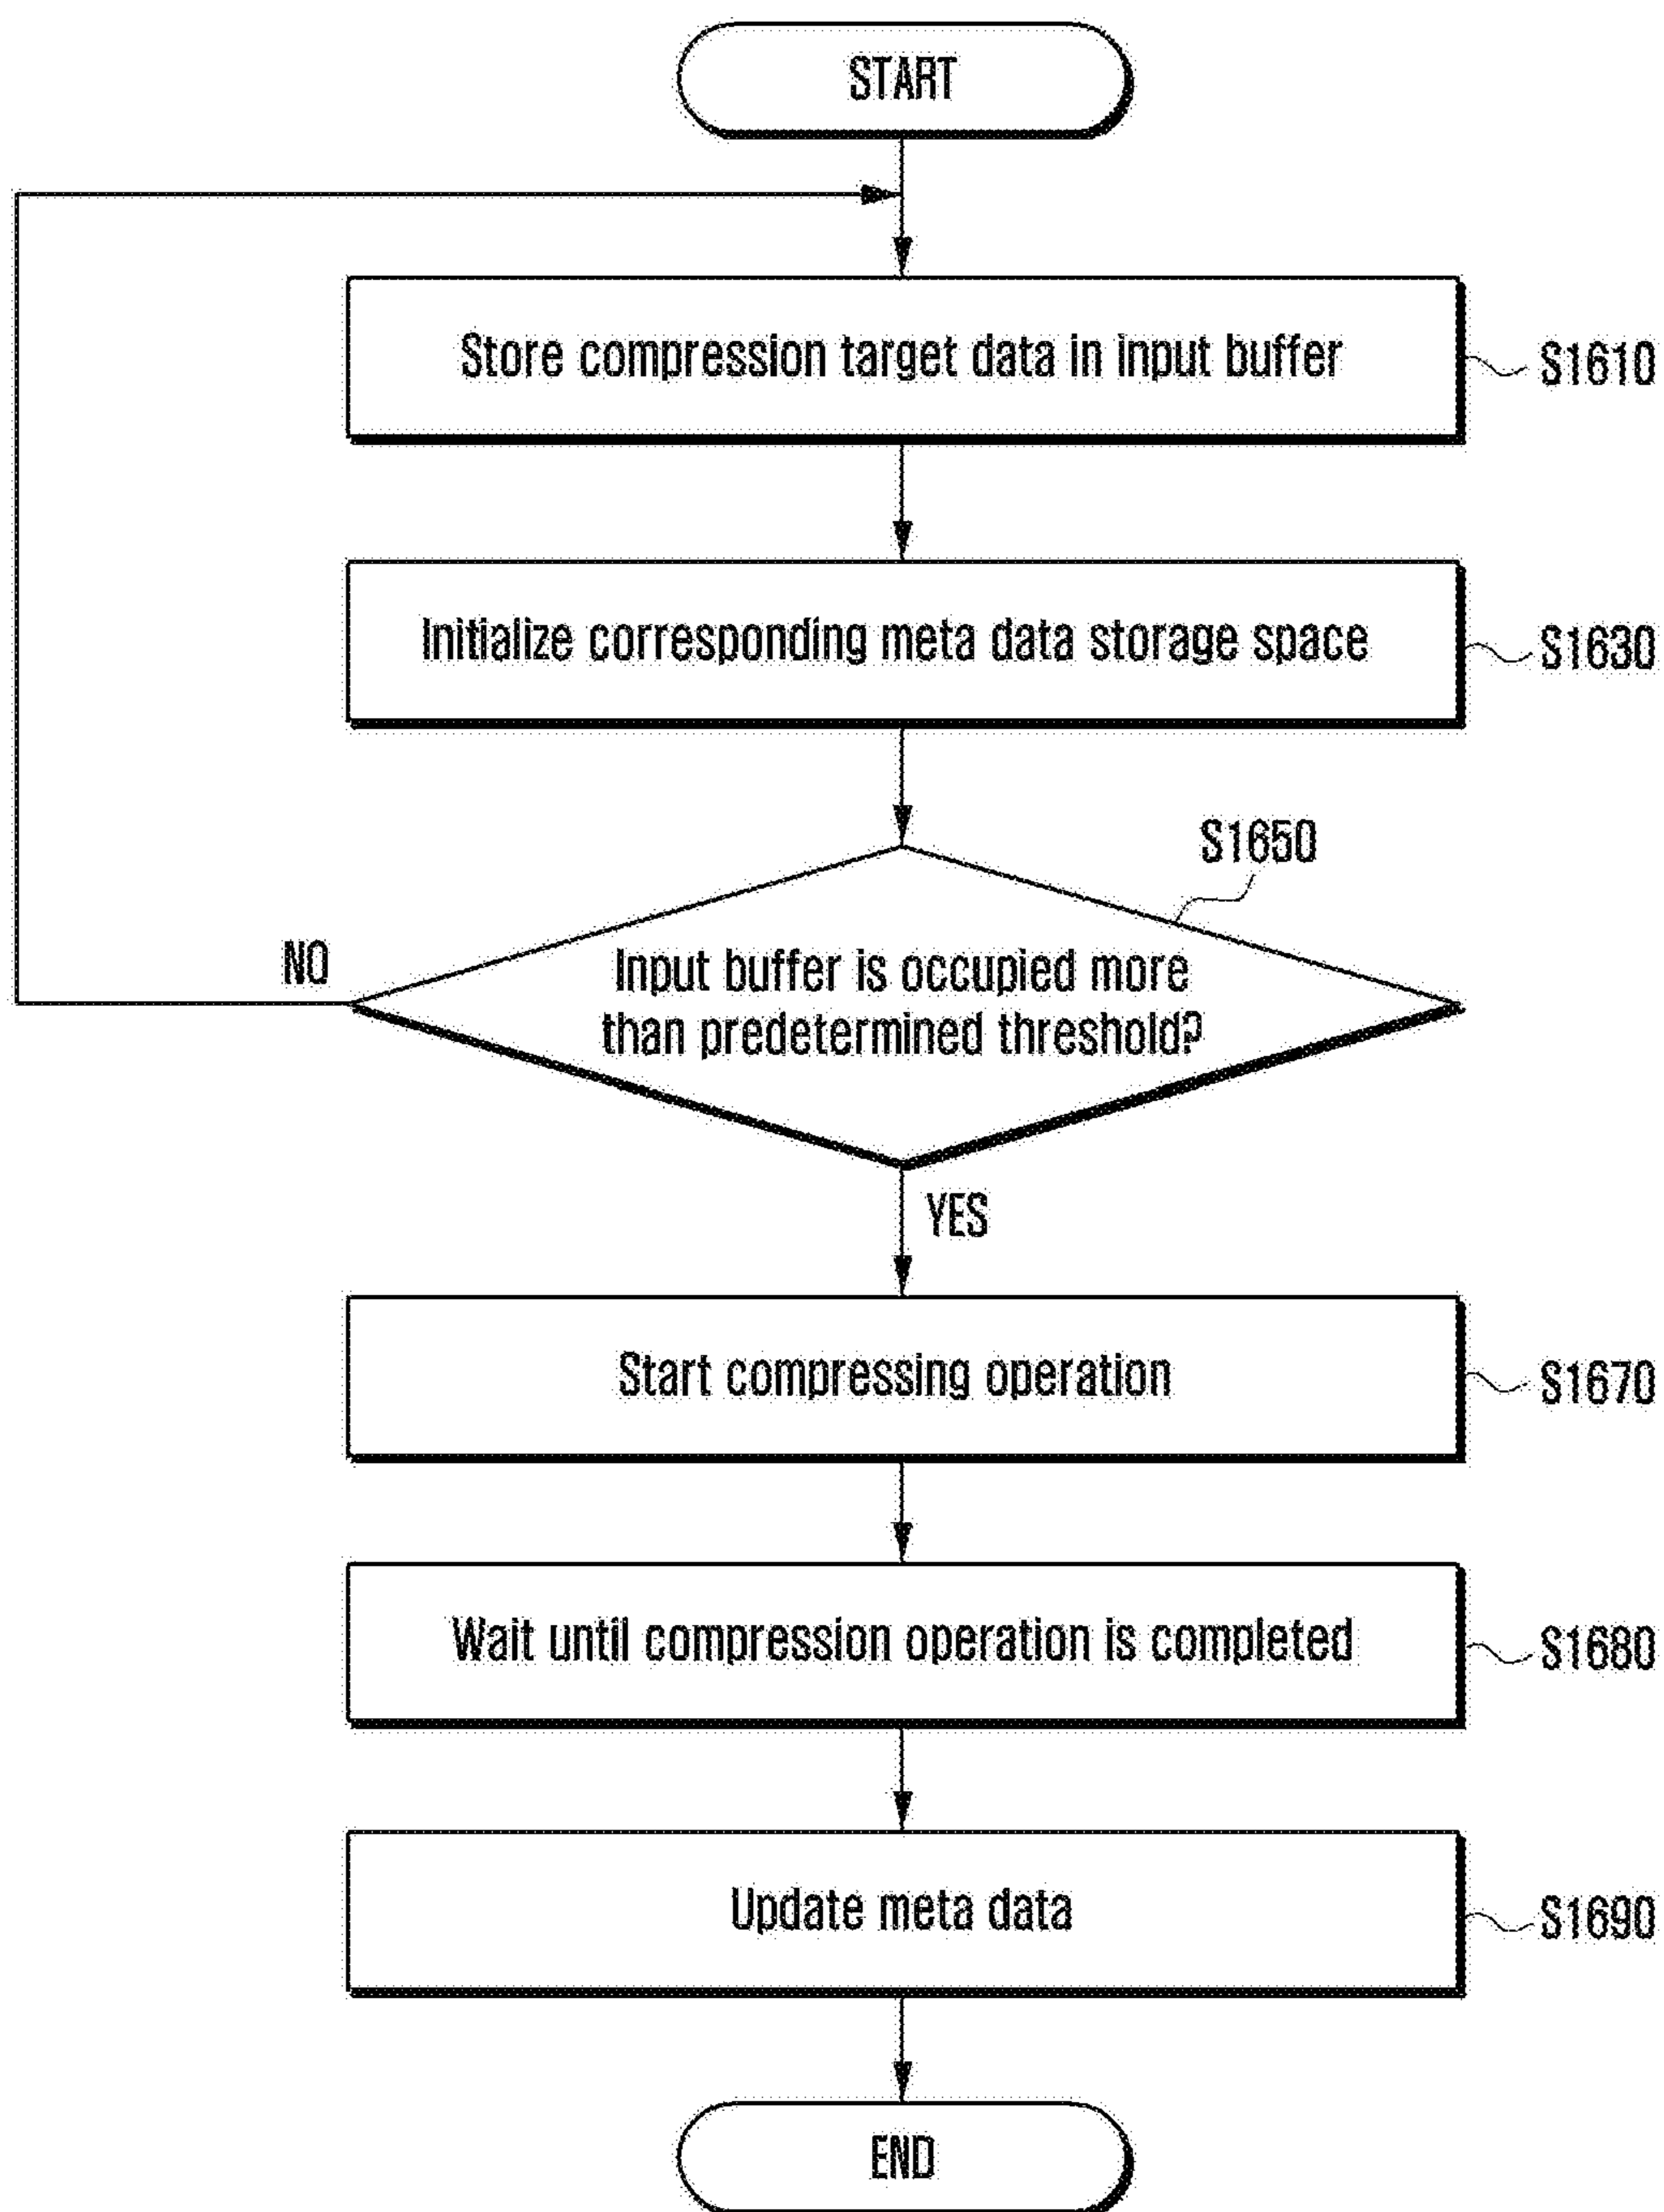 START
Store compression target data in input buffer
S1610
Initialize corresponding meta data storage space
S1630
S1650
NO
Input buffer is occupied more
than predetermined threshold?
YES
Start compressing operation
S1670
Wait until compression operation is completed
S1680
Update meta data
S1690
END